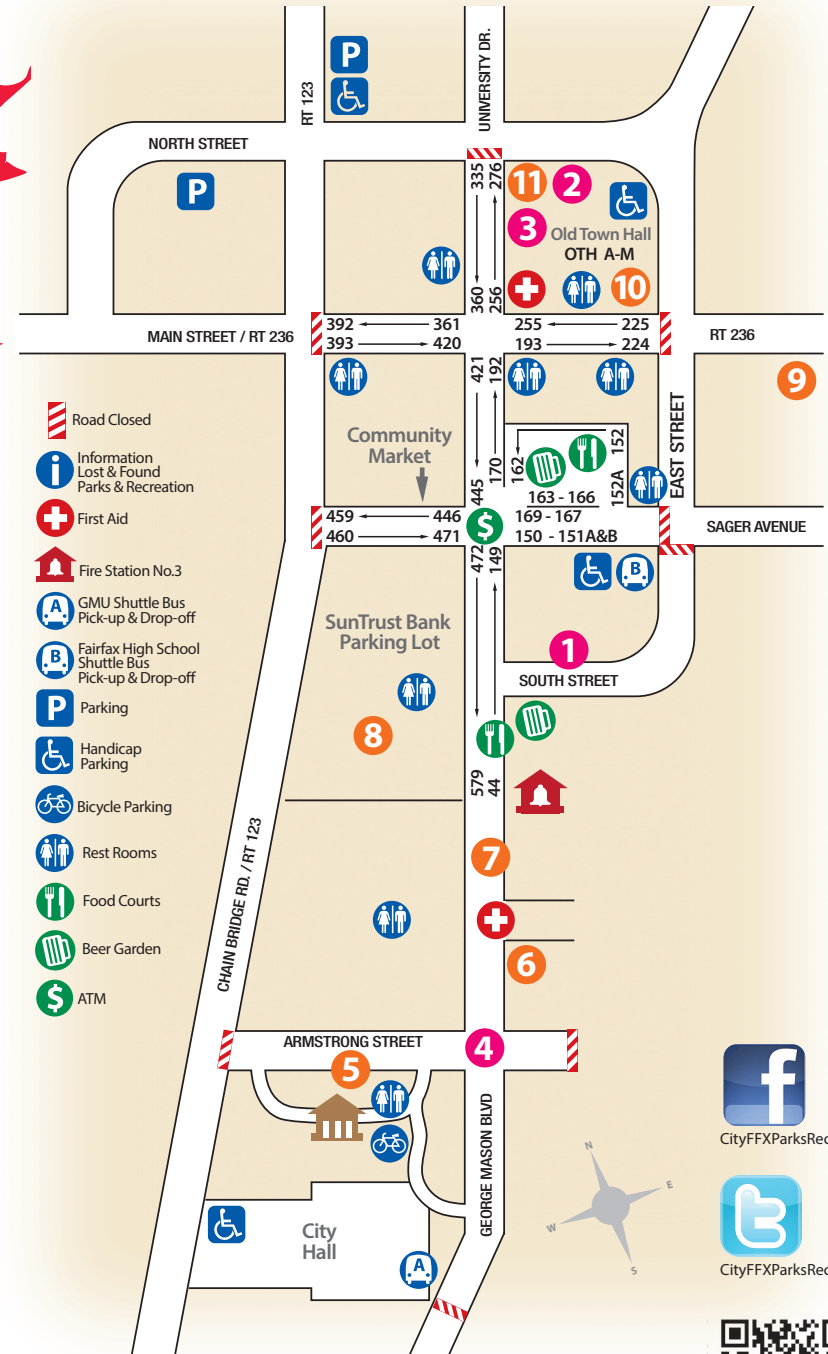 P
RT 123
UNIVERSITY DR.
NORTH STREET
P
335
276
11
2
3
Old Town Hall
OTH A-M
10
360
256
MAIN STREET / RT 236
392
361
393
420
255
225
193
224
RT 236
421
192
9
Road Closed
Information
Lost & Found
Parks & Recreation
First Aid
Fire Station No.3
A
GMU Shuttle Bus
Pick-up & Drop-off
B
Fairfax High School
Shuttle Bus
Pick-up & Drop-off
P
Parking
Handicap
Parking
Bicycle Parking
Rest Rooms
Food Courts
Beer Garden
$
ATM
Community
Market
EAST STREET
162
152
152A
170
445
163 - 166
459
446
460
471
$
169 - 167
150 - 151A&B
SAGER AVENUE
472
149
B
SunTrust Bank
Parking Lot
1
SOUTH STREET
8
579
44
7
CHAIN BRIDGE RD. / RT 123
6
ARMSTRONG STREET
4
5
GEORGE MASON BLVD
City
Hall
A
N
E
W
S
f
CityFFXParksRec
t
CityFFXParksRec